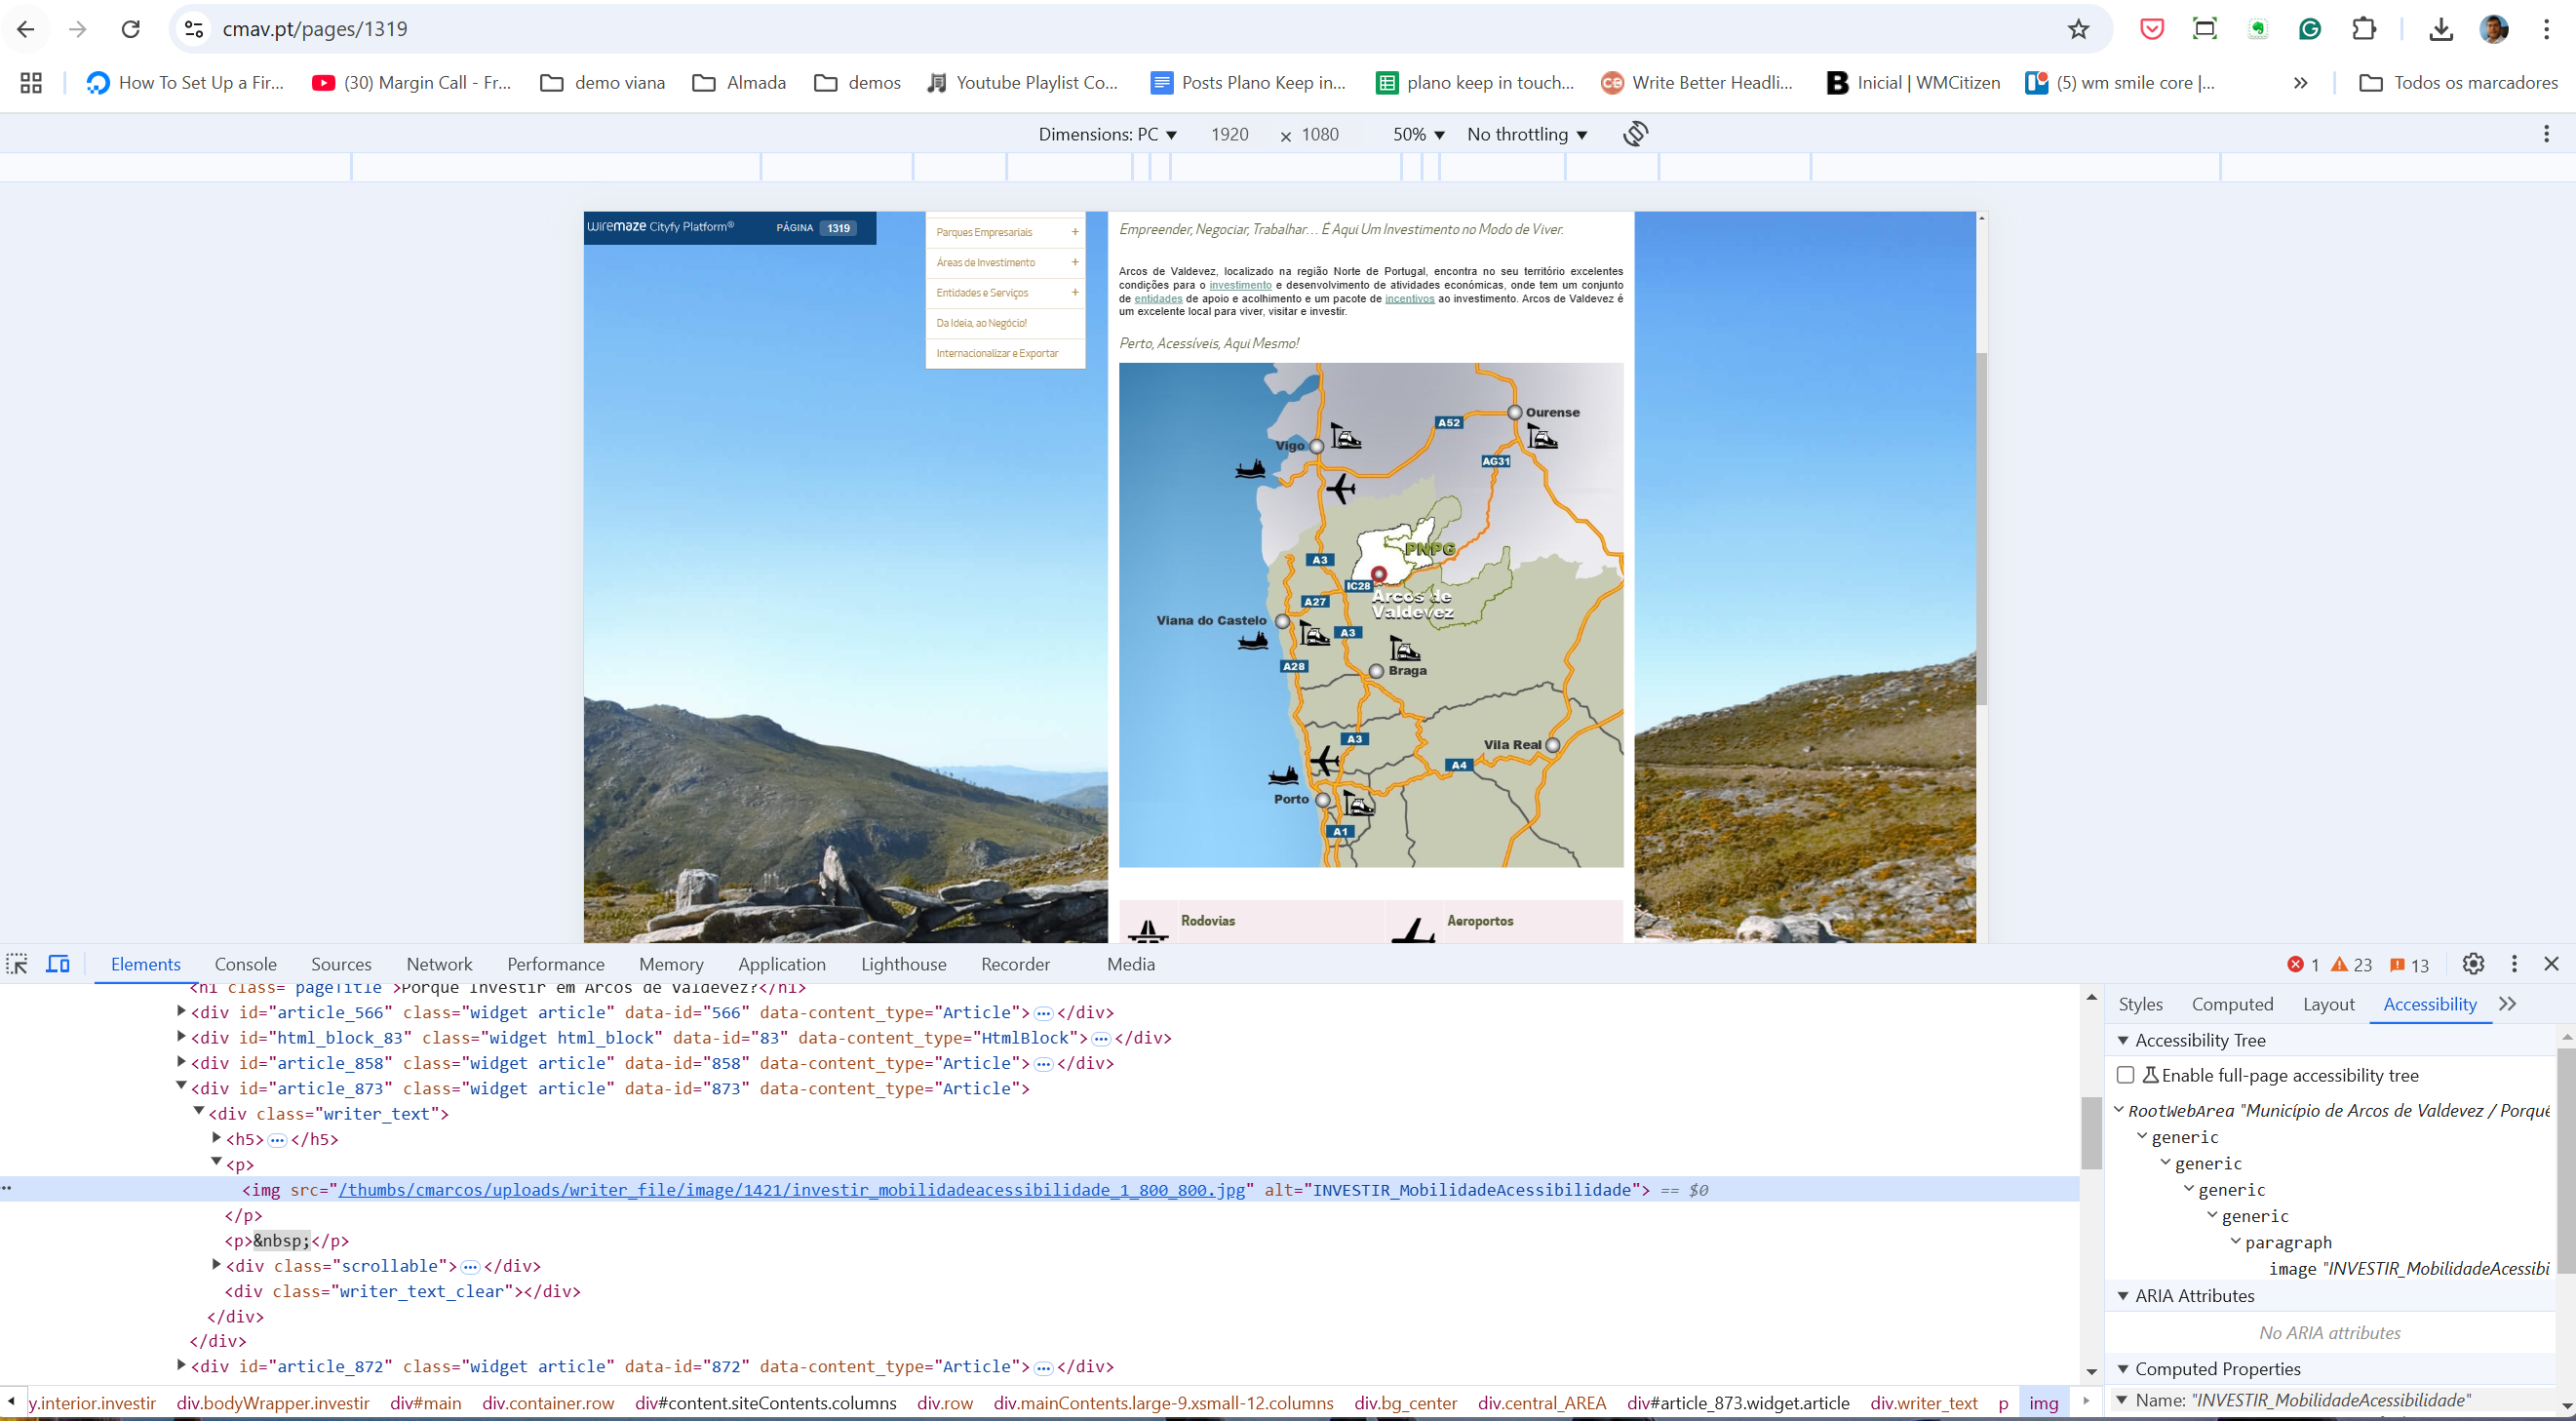 cmav.pt/pages/1319
How To Set Up a Fir...
(30) Margin Call - Fr...
demo viana
Almada
demos
Youtube Playlist Co...
Posts Plano Keep in...
plano keep in touch...
Write Better Headli...
Inicial | WMCitizen
(5) wm smile core |...
Todos os marcadores
Dimensions: PC 1920 × 1080 50% No throttling
wiremaze Cityfy Platform® PÁGINA 1319
Parques Empresariais +
Áreas de Investimento +
Entidades e Serviços +
Da Ideia, ao Negócio!
Internacionalizar e Exportar
Empreender, Negociar, Trabalhar… É Aqui Um Investimento no Modo de Viver.
Arcos de Valdevez, localizado na região Norte de Portugal, encontra no seu território excelentes
condições para o investimento e desenvolvimento de atividades económicas, onde tem um conjunto
de entidades de apoio e acolhimento e um pacote de incentivos ao investimento. Arcos de Valdevez é
um excelente local para viver, visitar e investir.
Perto, Acessíveis, Aqui Mesmo!
Ourense
A52
Vigo
AG31
PNPG
A3
IC28
Arcos de
Valdevez
A27
Viana do Castelo
A3
A28
Braga
A3
Vila Real
A4
Porto
A1
Rodovias
Aeroportos
Elements Console Sources Network Performance Memory Application Lighthouse Recorder Media
1 23 13
<h1 class="pageTitle">Porquê Investir em Arcos de Valdevez?</h1>
<div id="article_566" class="widget article" data-id="566" data-content_type="Article">…</div>
<div id="html_block_83" class="widget html_block" data-id="83" data-content_type="HtmlBlock">…</div>
<div id="article_858" class="widget article" data-id="858" data-content_type="Article">…</div>
<div id="article_873" class="widget article" data-id="873" data-content_type="Article">
<div class="writer_text">
<h5>…</h5>
<p>
<img src="/thumbs/cmarcos/uploads/writer_file/image/1421/investir_mobilidadeacessibilidade_1_800_800.jpg" alt="INVESTIR_MobilidadeAcessibilidade"> == $0
</p>
<p>&nbsp;</p>
<div class="scrollable">…</div>
<div class="writer_text_clear"></div>
</div>
</div>
<div id="article_872" class="widget article" data-id="872" data-content_type="Article">…</div>
y.interior.investir div.bodyWrapper.investir div#main div.container.row div#content.siteContents.columns div.row div.mainContents.large-9.xsmall-12.columns div.bg_center div.central_AREA div#article_873.widget.article div.writer_text p img
Styles Computed Layout Accessibility
Accessibility Tree
Enable full-page accessibility tree
RootWebArea "Município de Arcos de Valdevez / Porquê
generic
generic
generic
generic
paragraph
image "INVESTIR_MobilidadeAcessibi
ARIA Attributes
No ARIA attributes
Computed Properties
Name: "INVESTIR_MobilidadeAcessibilidade"